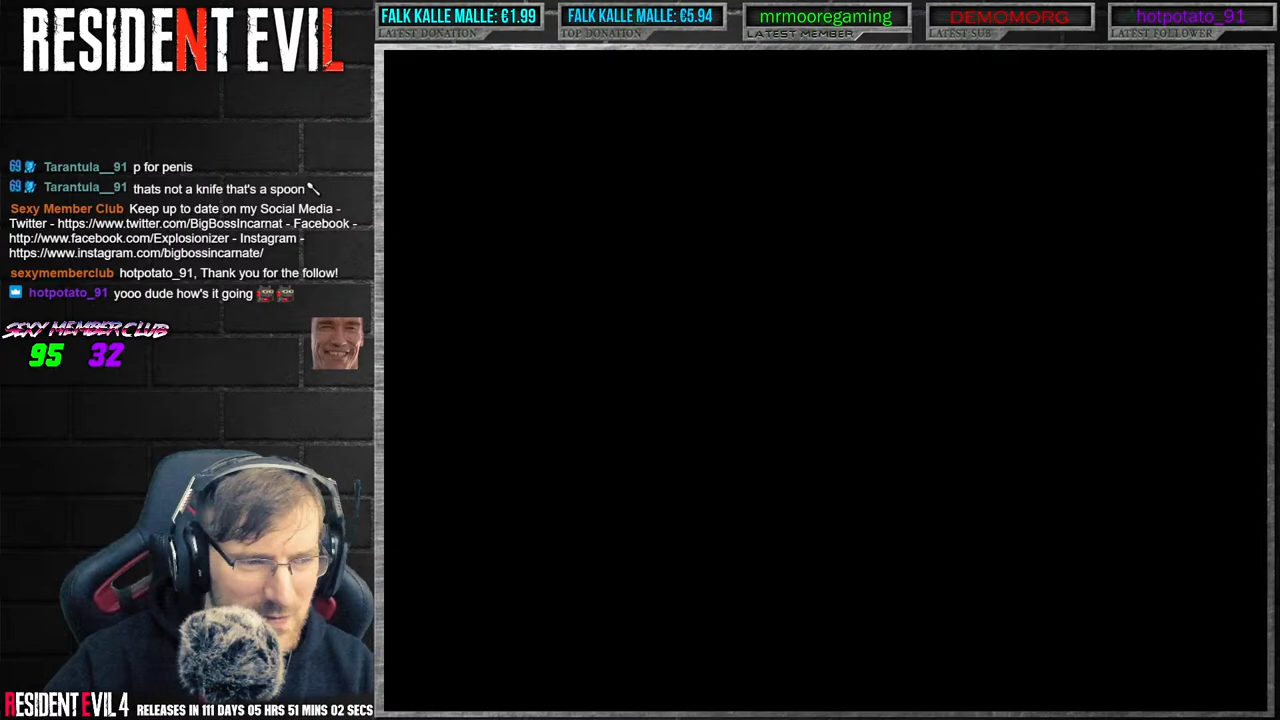 RESIDENT EVIL
FALK KALLE MALLE: €1.99
LATEST DONATION
FALK KALLE MALLE: €5.94
TOP DONATION
mrmooregaming
LATEST MEMBER
DEMOMORG
LATEST SUB
hotpotato_91
LATEST FOLLOWER
69 Tarantula__91 p for penis
69 Tarantula__91 thats not a knife that's a spoon
Sexy Member Club Keep up to date on my Social Media -
Twitter - https://www.twitter.com/BigBossIncarnat - Facebook -
http://www.facebook.com/Explosionizer - Instagram -
https://www.instagram.com/bigbossincarnate/
sexymemberclub hotpotato_91, Thank you for the follow!
hotpotato_91 yooo dude how's it going
SEXY MEMBER CLUB
95 32
RESIDENT EVIL 4 RELEASES IN 111 DAYS 05 HRS 51 MINS 02 SECS